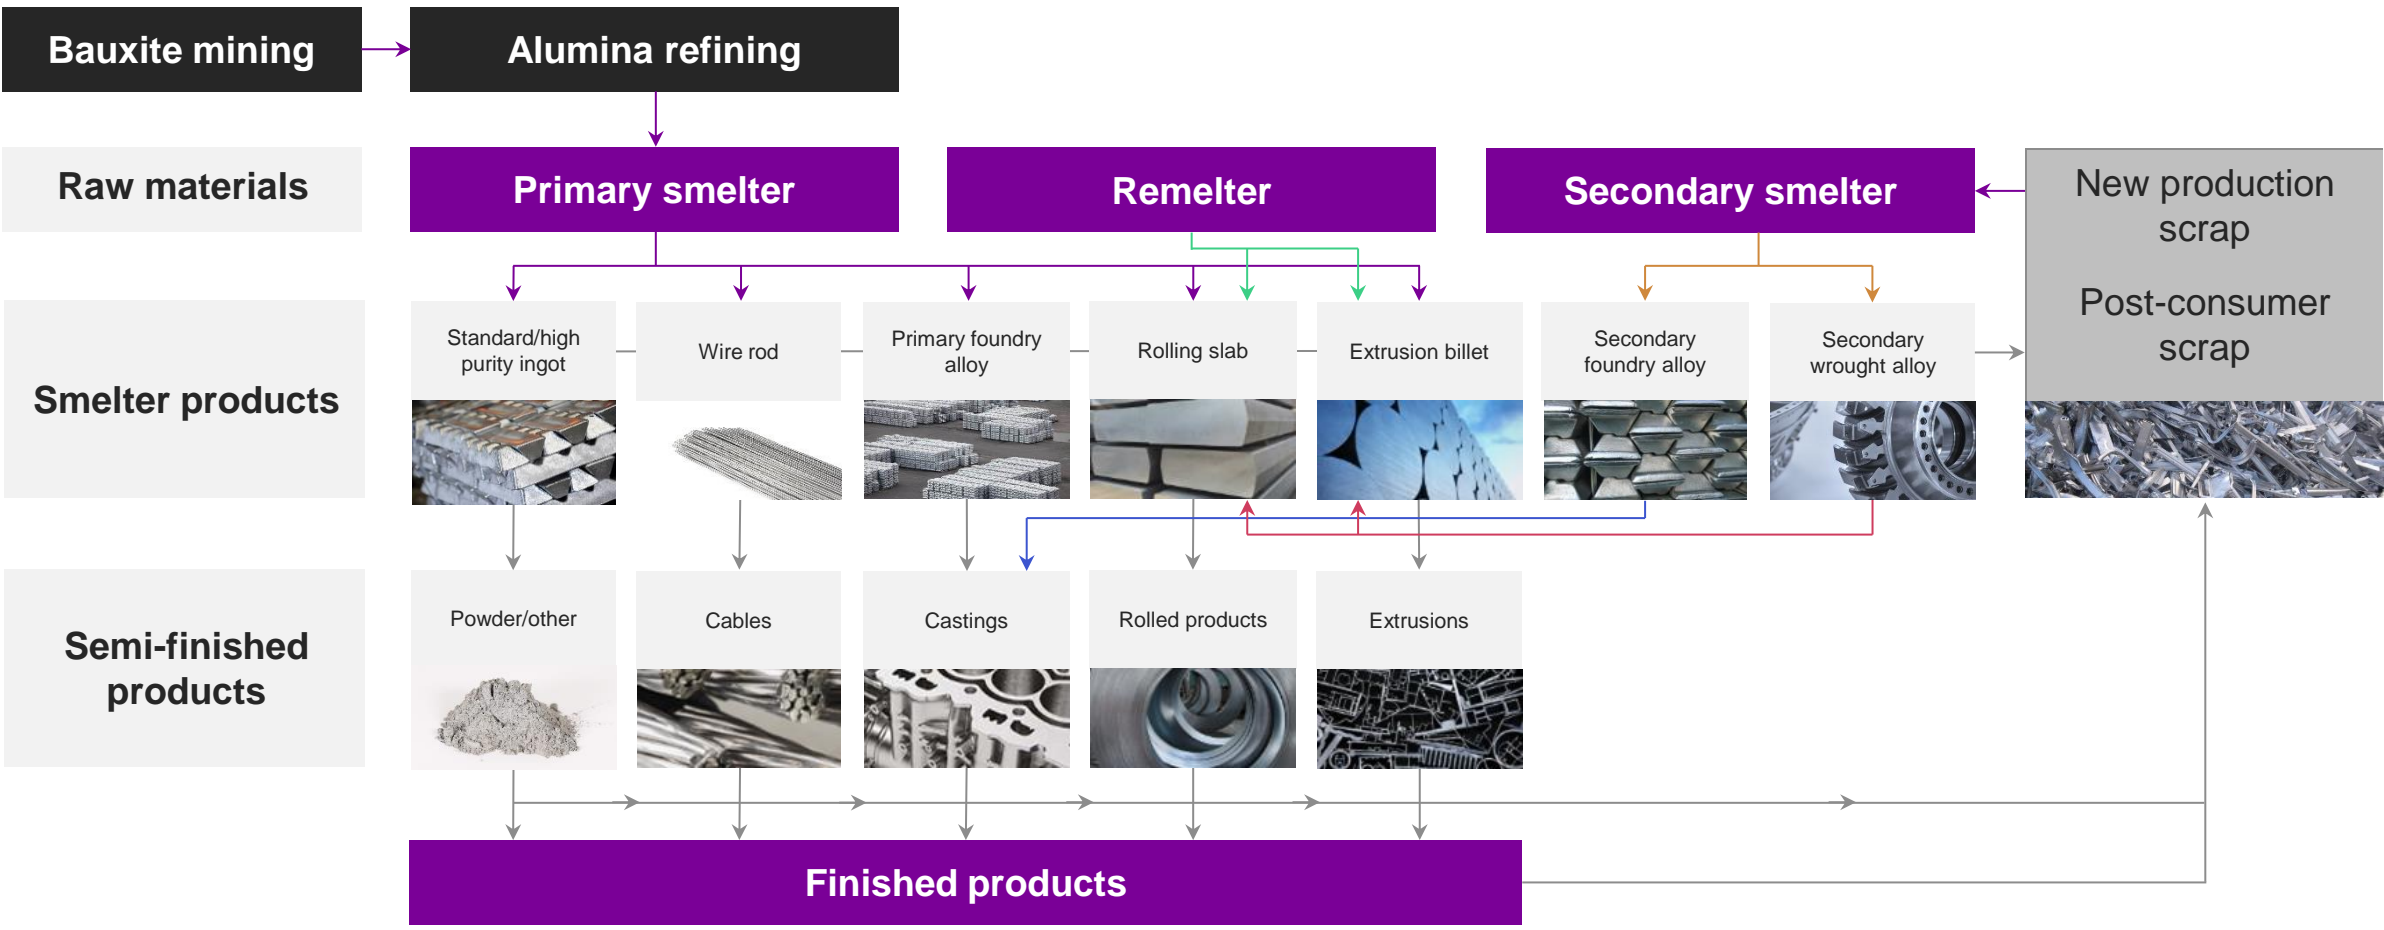 Bauxite mining
Alumina refining
Raw materials
Primary smelter
Remelter
Secondary smelter
New production
scrap
Post-consumer
scrap
Smelter products
Standard/high
purity ingot
Wire rod
Primary foundry
alloy
Rolling slab
Extrusion billet
Secondary
foundry alloy
Secondary
wrought alloy
Semi-finished
products
Powder/other
Cables
Castings
Rolled products
Extrusions
Finished products